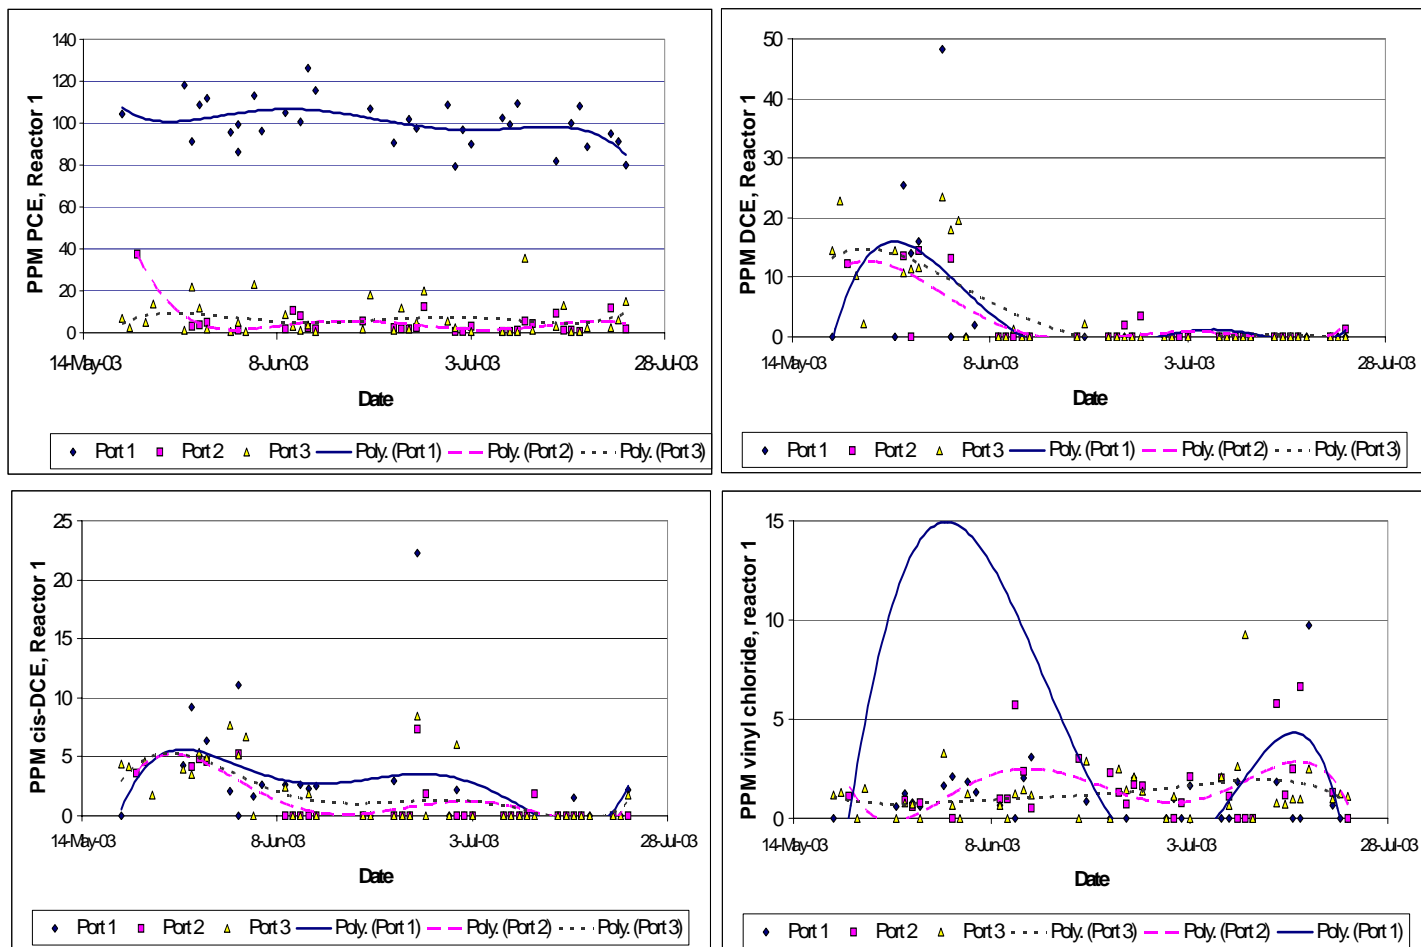 PPM PCE, Reactor 1
140
120
100
80
60
40
20
0
14-May-03 8-Jun-03 3-Jul-03 28-Jul-03
Date
Port 1 Port 2 Port 3 Poly. (Port 1) Poly. (Port 2) Poly. (Port 3)
PPM DCE, Reactor 1
50
40
30
20
10
0
14-May-03 8-Jun-03 3-Jul-03 28-Jul-03
Date
Port 1 Port 2 Port 3 Poly. (Port 1) Poly. (Port 2) Poly. (Port 3)
PPM cis-DCE, Reactor 1
25
20
15
10
5
0
14-May-03 8-Jun-03 3-Jul-03 28-Jul-03
Date
Port 1 Port 2 Port 3 Poly. (Port 1) Poly. (Port 2) Poly. (Port 3)
PPM vinyl chloride, reactor 1
15
10
5
0
14-May-03 8-Jun-03 3-Jul-03 28-Jul-03
Date
Port 1 Port 2 Port 3 Poly. (Port 3) Poly. (Port 2) Poly. (Port 1)